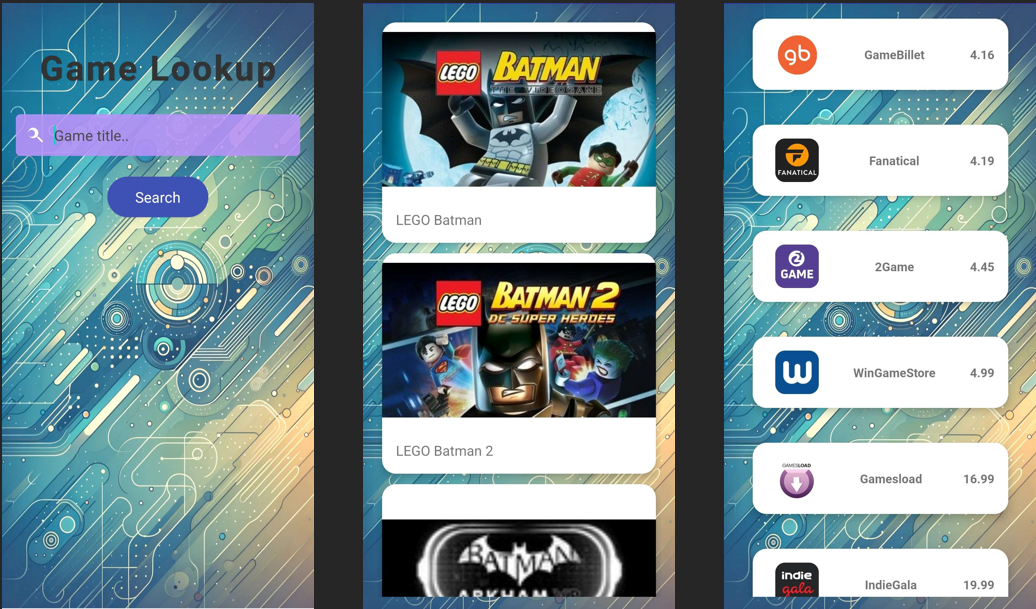 Game Lookup
Game title..
Search
LEGO BATMAN
THE VIDEOGAME
LEGO Batman
LEGO BATMAN 2
DC SUPER HEROES
LEGO Batman 2
BATMAN
ARKHAM VR
gb
GameBillet
4.16
FANATICAL
Fanatical
4.19
2
GAME
2Game
4.45
W
WinGameStore
4.99
GAMESLOAD
Gamesload
16.99
indie
gala
IndieGala
19.99